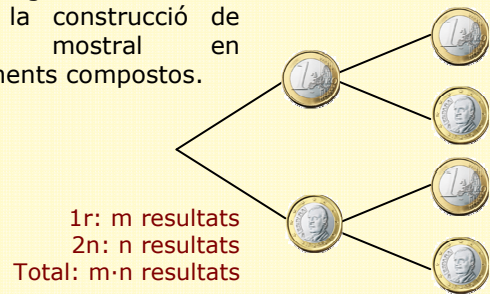 la construcció de
mostral en
ments compostos.
1r: m resultats
2n: n resultats
Total: m·n resultats